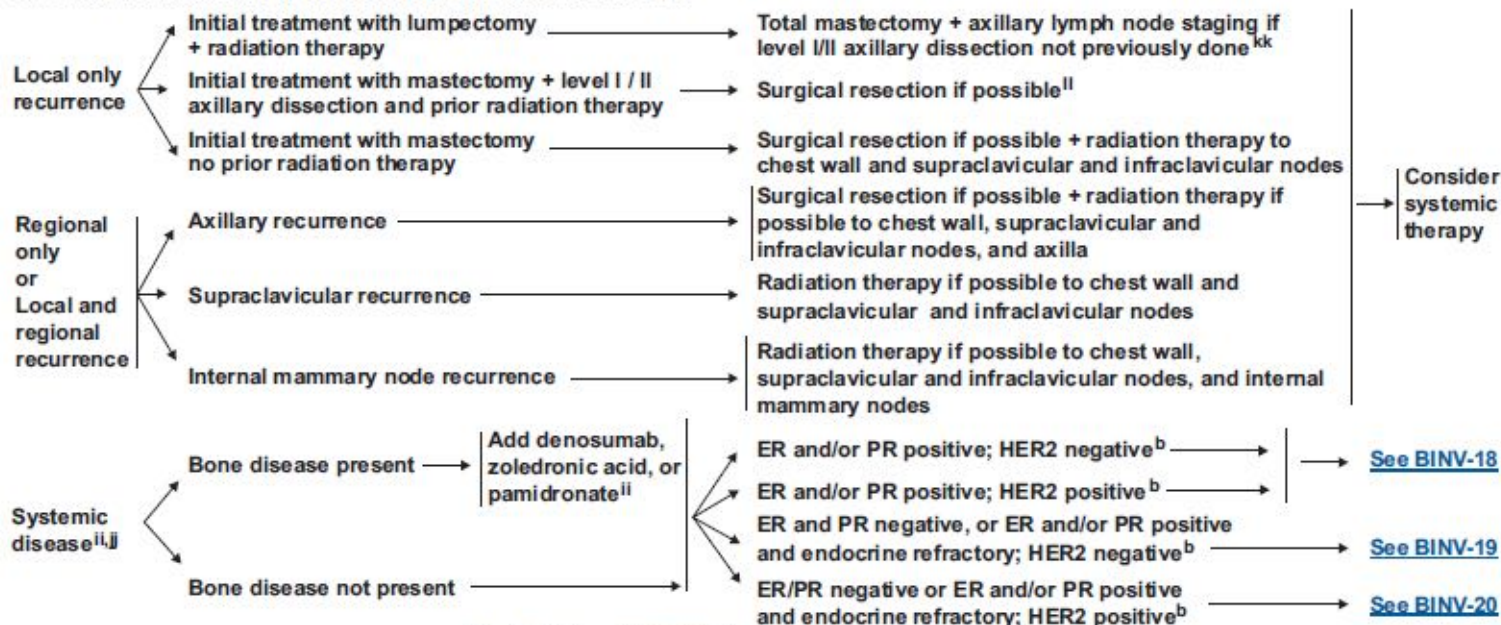 Local only
recurrence
Initial treatment with lumpectomy
+ radiation therapy
Total mastectomy + axillary lymph node staging if
level I/II axillary dissection not previously done kk
Initial treatment with mastectomy + level I / II
axillary dissection and prior radiation therapy
Surgical resection if possible ll
Initial treatment with mastectomy
no prior radiation therapy
Surgical resection if possible + radiation therapy to
chest wall and supraclavicular and infraclavicular nodes
Regional
only
or
Local and
regional
recurrence
Axillary recurrence
Surgical resection if possible + radiation therapy if
possible to chest wall, supraclavicular and
infraclavicular nodes, and axilla
Supraclavicular recurrence
Radiation therapy if possible to chest wall and
supraclavicular and infraclavicular nodes
Internal mammary node recurrence
Radiation therapy if possible to chest wall,
supraclavicular and infraclavicular nodes, and internal
mammary nodes
Consider
systemic
therapy
Systemic
disease ii,jj
Bone disease present
Add denosumab,
zoledronic acid, or
pamidronate ii
Bone disease not present
ER and/or PR positive; HER2 negative b
ER and/or PR positive; HER2 positive b
See BINV-18
ER and PR negative, or ER and/or PR positive
and endocrine refractory; HER2 negative b
See BINV-19
ER/PR negative or ER and/or PR positive
and endocrine refractory; HER2 positive b
See BINV-20